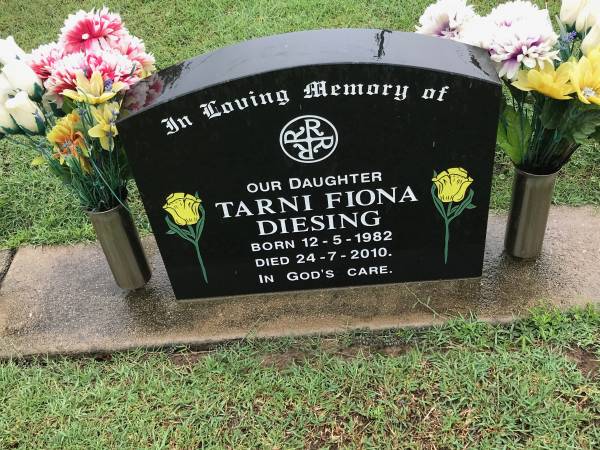 In Loving Memory of
R R R R
OUR DAUGHTER
TARNI FIONA
DIESING
BORN 12-5-1982
DIED 24-7-2010.
IN GOD'S CARE.